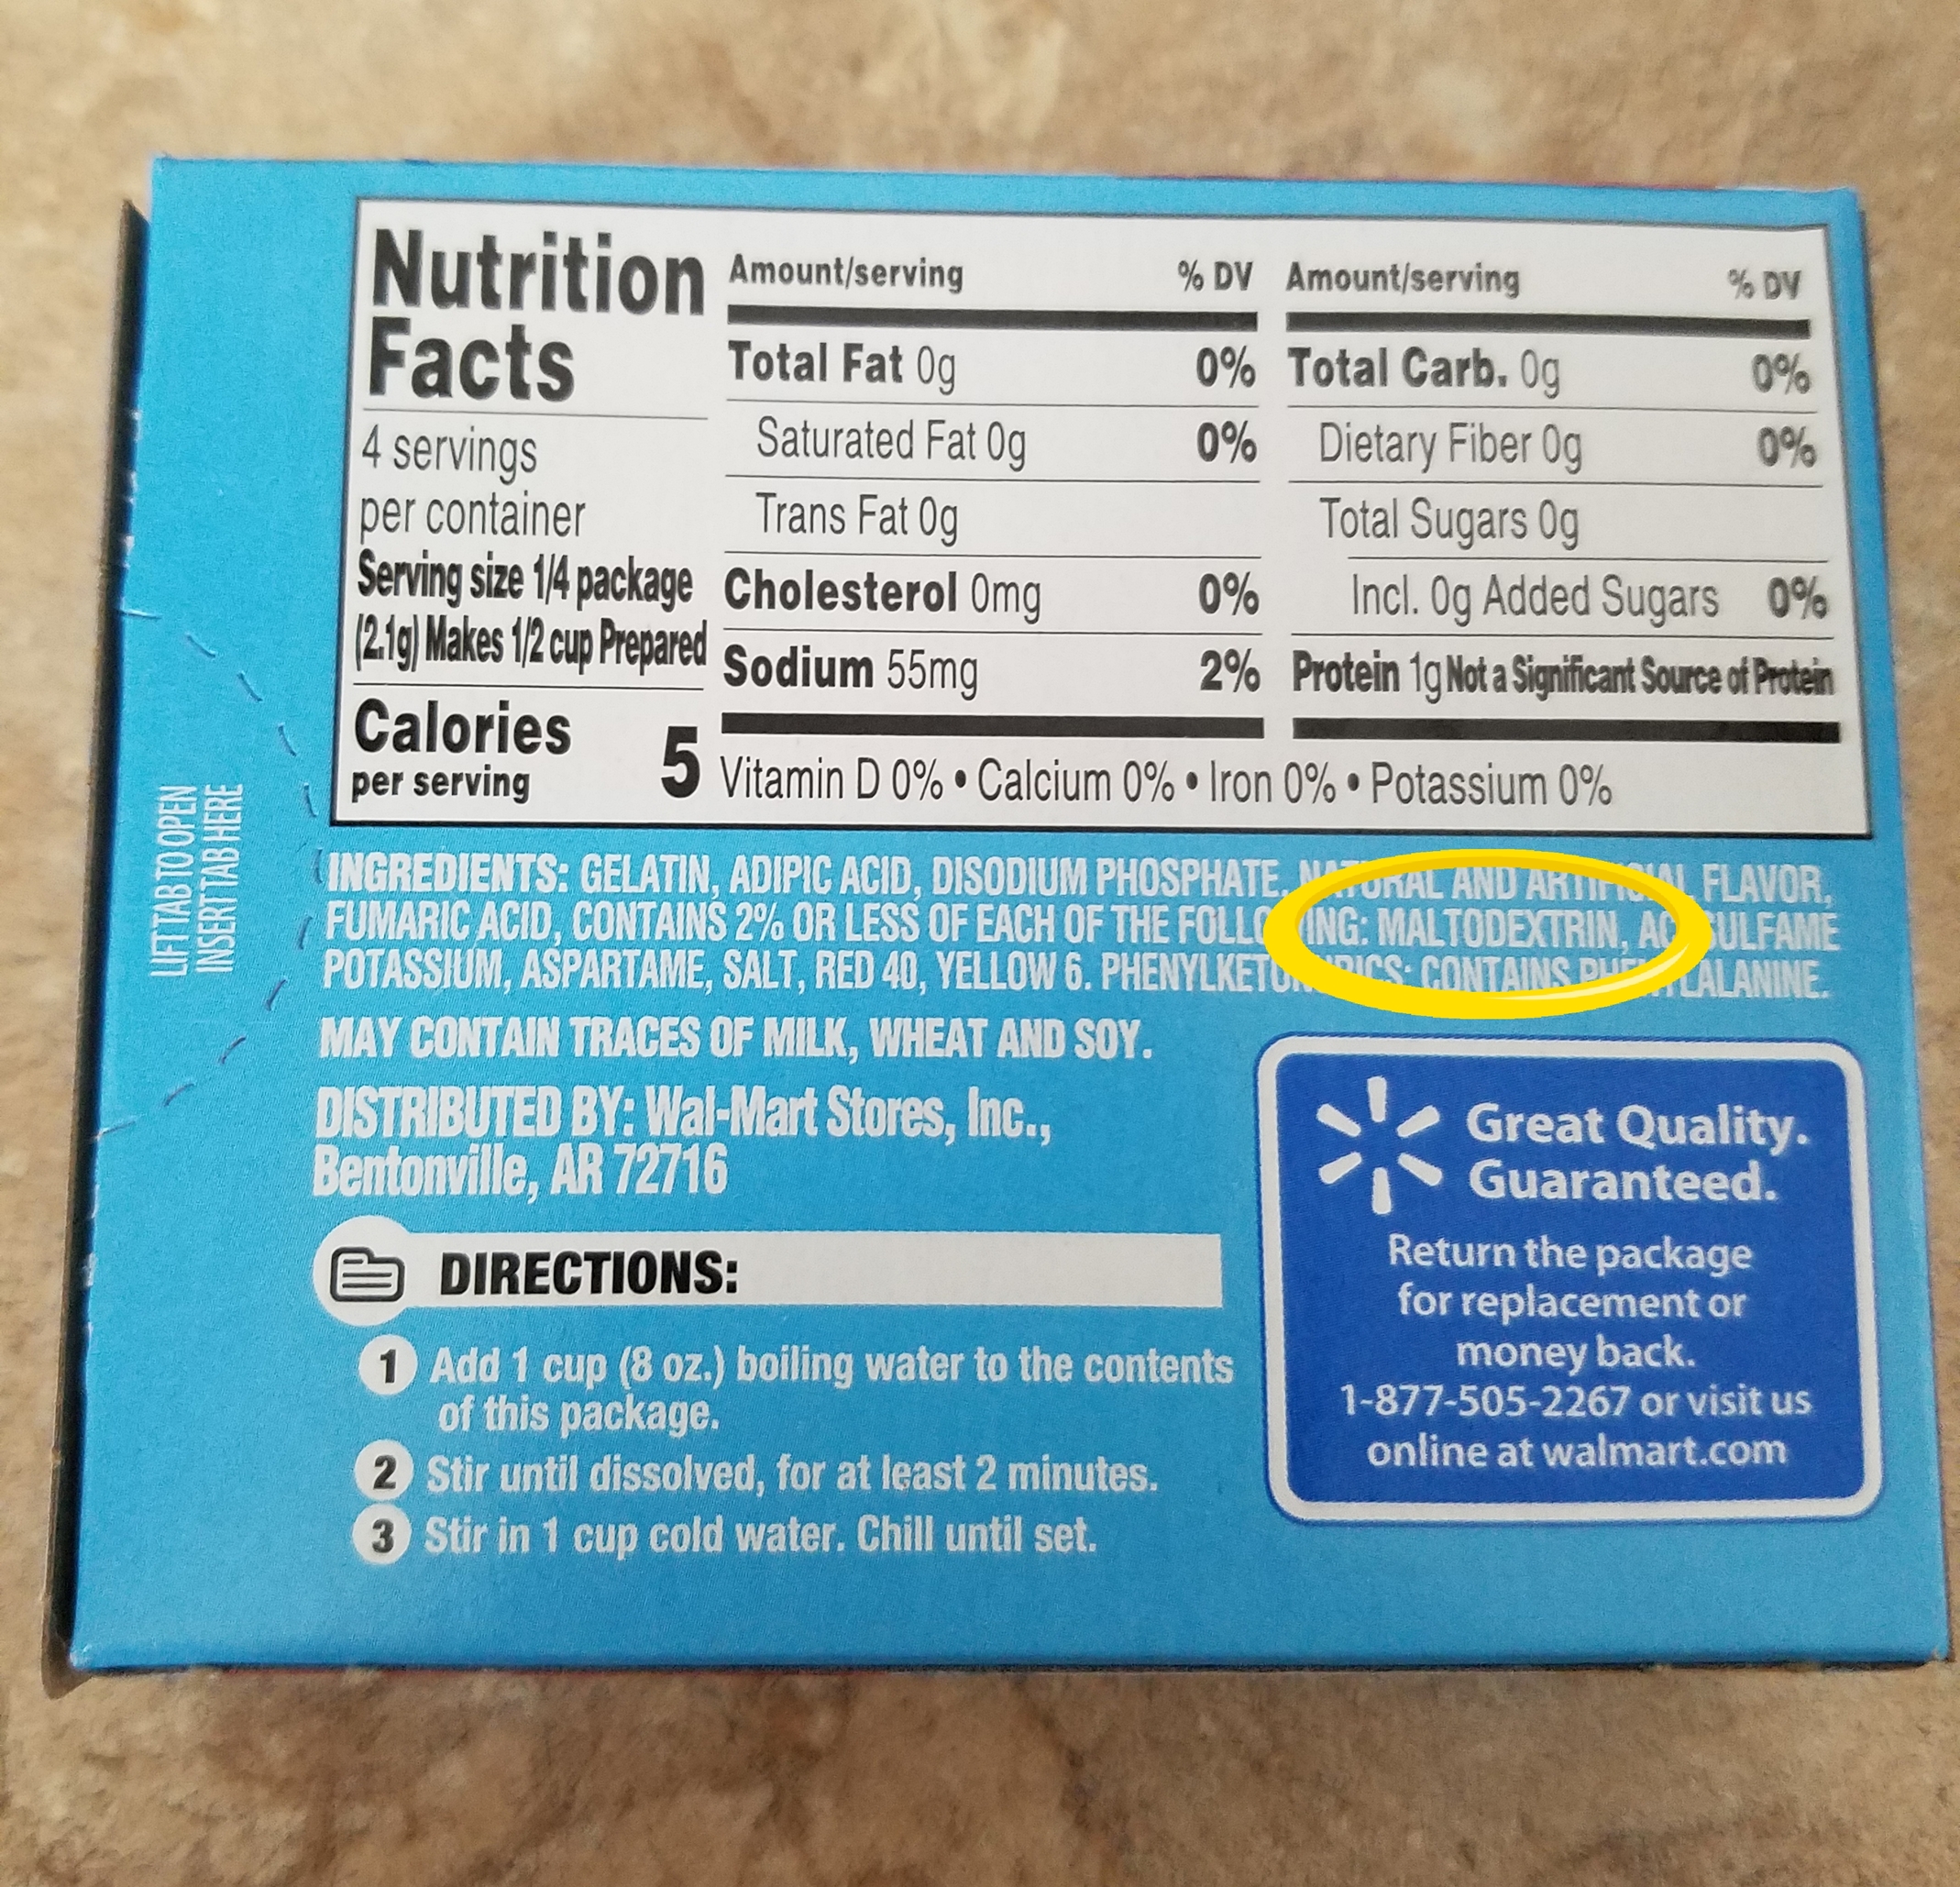 Nutrition
Facts
4 servings
per container
Serving size 1/4 package
(2.1g) Makes 1/2 cup Prepared
Calories
per serving
5
Amount/serving % DV
Total Fat 0g 0%
Saturated Fat 0g 0%
Trans Fat 0g
Cholesterol 0mg 0%
Sodium 55mg 2%
Amount/serving % DV
Total Carb. 0g 0%
Dietary Fiber 0g 0%
Total Sugars 0g
Incl. 0g Added Sugars 0%
Protein 1g Not a Significant Source of Protein
Vitamin D 0% • Calcium 0% • Iron 0% • Potassium 0%
LIFT TAB TO OPEN
INSERT TAB HERE
INGREDIENTS: GELATIN, ADIPIC ACID, DISODIUM PHOSPHATE, NATURAL AND ARTIFICIAL FLAVOR,
FUMARIC ACID, CONTAINS 2% OR LESS OF EACH OF THE FOLLOWING: MALTODEXTRIN, ACESULFAME
POTASSIUM, ASPARTAME, SALT, RED 40, YELLOW 6. PHENYLKETONURICS: CONTAINS PHENYLALANINE.
MAY CONTAIN TRACES OF MILK, WHEAT AND SOY.
DISTRIBUTED BY: Wal-Mart Stores, Inc.,
Bentonville, AR 72716
DIRECTIONS:
1 Add 1 cup (8 oz.) boiling water to the contents
of this package.
2 Stir until dissolved, for at least 2 minutes.
3 Stir in 1 cup cold water. Chill until set.
Great Quality.
Guaranteed.
Return the package
for replacement or
money back.
1-877-505-2267 or visit us
online at walmart.com